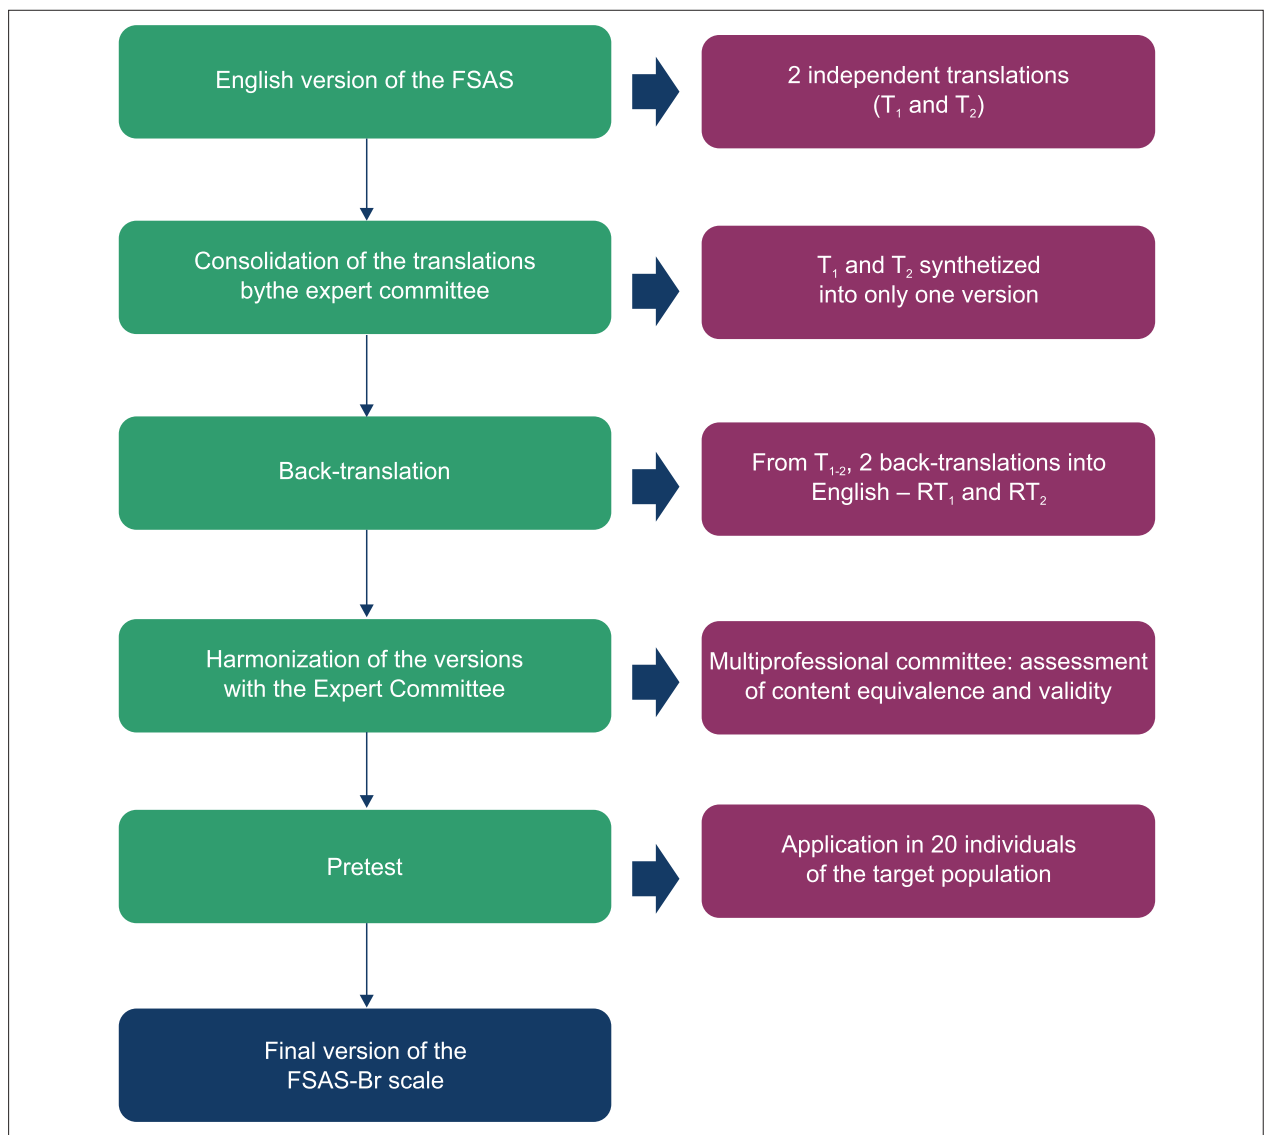 English version of the FSAS
2 independent translations
(T₁ and T₂)
Consolidation of the translations
bythe expert committee
T₁ and T₂ synthetized
into only one version
Back-translation
From T₁₋₂, 2 back-translations into
English – RT₁ and RT₂
Harmonization of the versions
with the Expert Committee
Multiprofessional committee: assessment
of content equivalence and validity
Pretest
Application in 20 individuals
of the target population
Final version of the
FSAS-Br scale